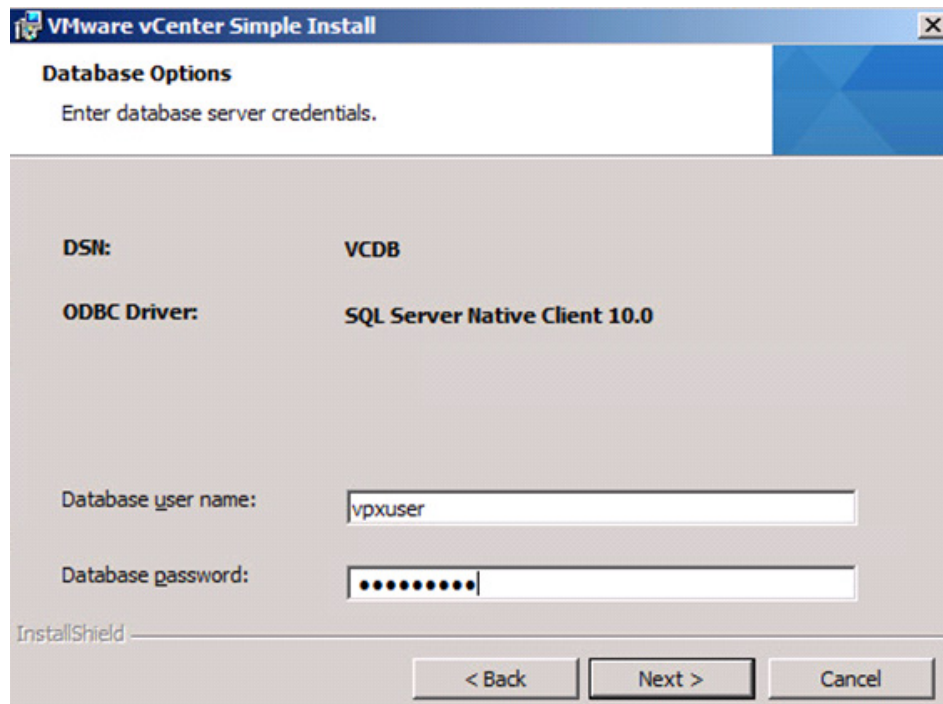 VMware vCenter Simple Install
Database Options
Enter database server credentials.
DSN: VCDB
ODBC Driver: SQL Server Native Client 10.0
Database user name: vpxuser
Database password: •••••••••
InstallShield
< Back Next > Cancel